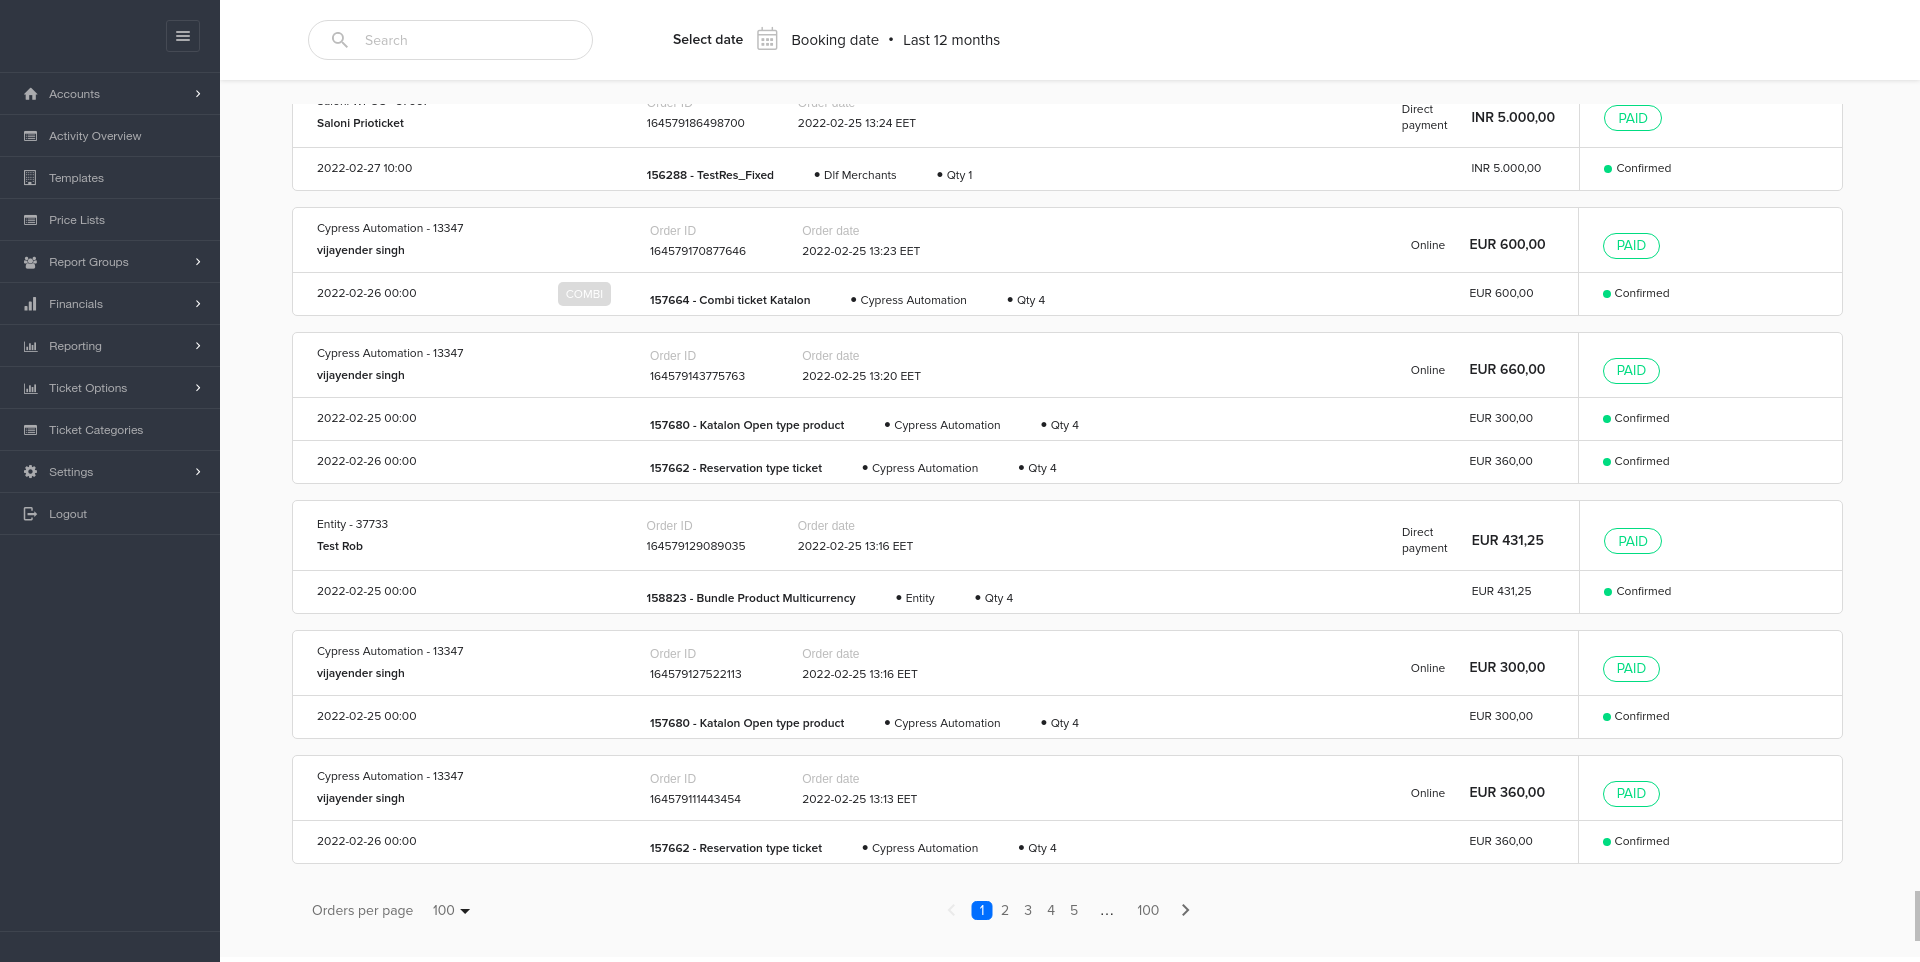 Search
Select date Booking date • Last 12 months
Accounts
Activity Overview
Templates
Price Lists
Report Groups
Financials
Reporting
Ticket Options
Ticket Categories
Settings
Logout
Order ID Order date
Saloni Prioticket 164579186498700 2022-02-25 13:24 EET Direct payment INR 5.000,00 PAID
2022-02-27 10:00 156288 - TestRes_Fixed • Dlf Merchants • Qty 1 INR 5.000,00 Confirmed
Cypress Automation - 13347 Order ID Order date
vijayender singh 164579170877646 2022-02-25 13:23 EET Online EUR 600,00 PAID
2022-02-26 00:00 COMBI 157664 - Combi ticket Katalon • Cypress Automation • Qty 4 EUR 600,00 Confirmed
Cypress Automation - 13347 Order ID Order date
vijayender singh 164579143775763 2022-02-25 13:20 EET Online EUR 660,00 PAID
2022-02-25 00:00 157680 - Katalon Open type product • Cypress Automation • Qty 4 EUR 300,00 Confirmed
2022-02-26 00:00 157662 - Reservation type ticket • Cypress Automation • Qty 4 EUR 360,00 Confirmed
Entity - 37733 Order ID Order date
Test Rob 164579129089035 2022-02-25 13:16 EET Direct payment EUR 431,25 PAID
2022-02-25 00:00 158823 - Bundle Product Multicurrency • Entity • Qty 4 EUR 431,25 Confirmed
Cypress Automation - 13347 Order ID Order date
vijayender singh 164579127522113 2022-02-25 13:16 EET Online EUR 300,00 PAID
2022-02-25 00:00 157680 - Katalon Open type product • Cypress Automation • Qty 4 EUR 300,00 Confirmed
Cypress Automation - 13347 Order ID Order date
vijayender singh 164579111443454 2022-02-25 13:13 EET Online EUR 360,00 PAID
2022-02-26 00:00 157662 - Reservation type ticket • Cypress Automation • Qty 4 EUR 360,00 Confirmed
Orders per page 100 1 2 3 4 5 ... 100